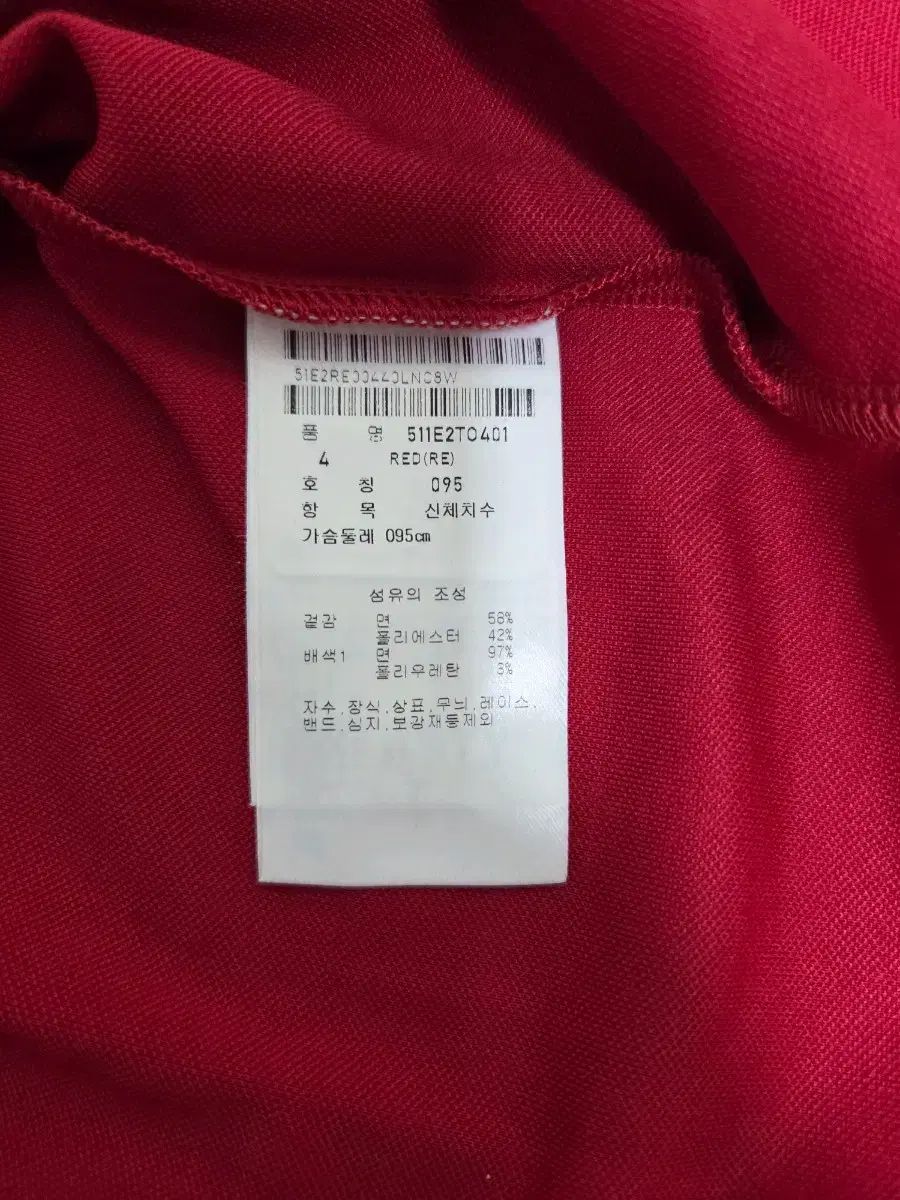 51E2RE00440LNC8W
품 명 511E2TO401
4 RED(RE)
호 칭 095
항 목 신체치수
가슴둘레 095cm
섬유의 조성
겉감 면 58%
폴리에스터 42%
배색1 면 97%
폴리우레탄 3%
자수,장식,상표,무늬,레이스,
밴드,심지,보강재등제외